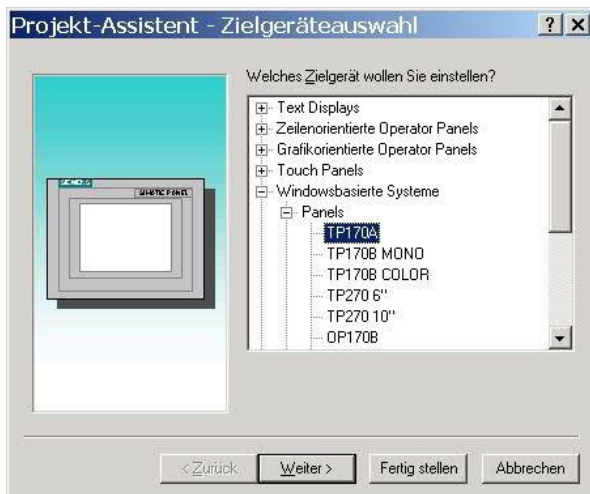 Projekt-Assistent - Zielgeräteauswahl
Welches Zielgerät wollen Sie einstellen?
Text Displays
Zeilenorientierte Operator Panels
Grafikorientierte Operator Panels
Touch Panels
Windowsbasierte Systeme
Panels
TP170A
TP170B MONO
TP170B COLOR
TP270 6''
TP270 10''
OP170B
SIEMENS
SIMATIC PANEL
< Zurück
Weiter >
Fertig stellen
Abbrechen